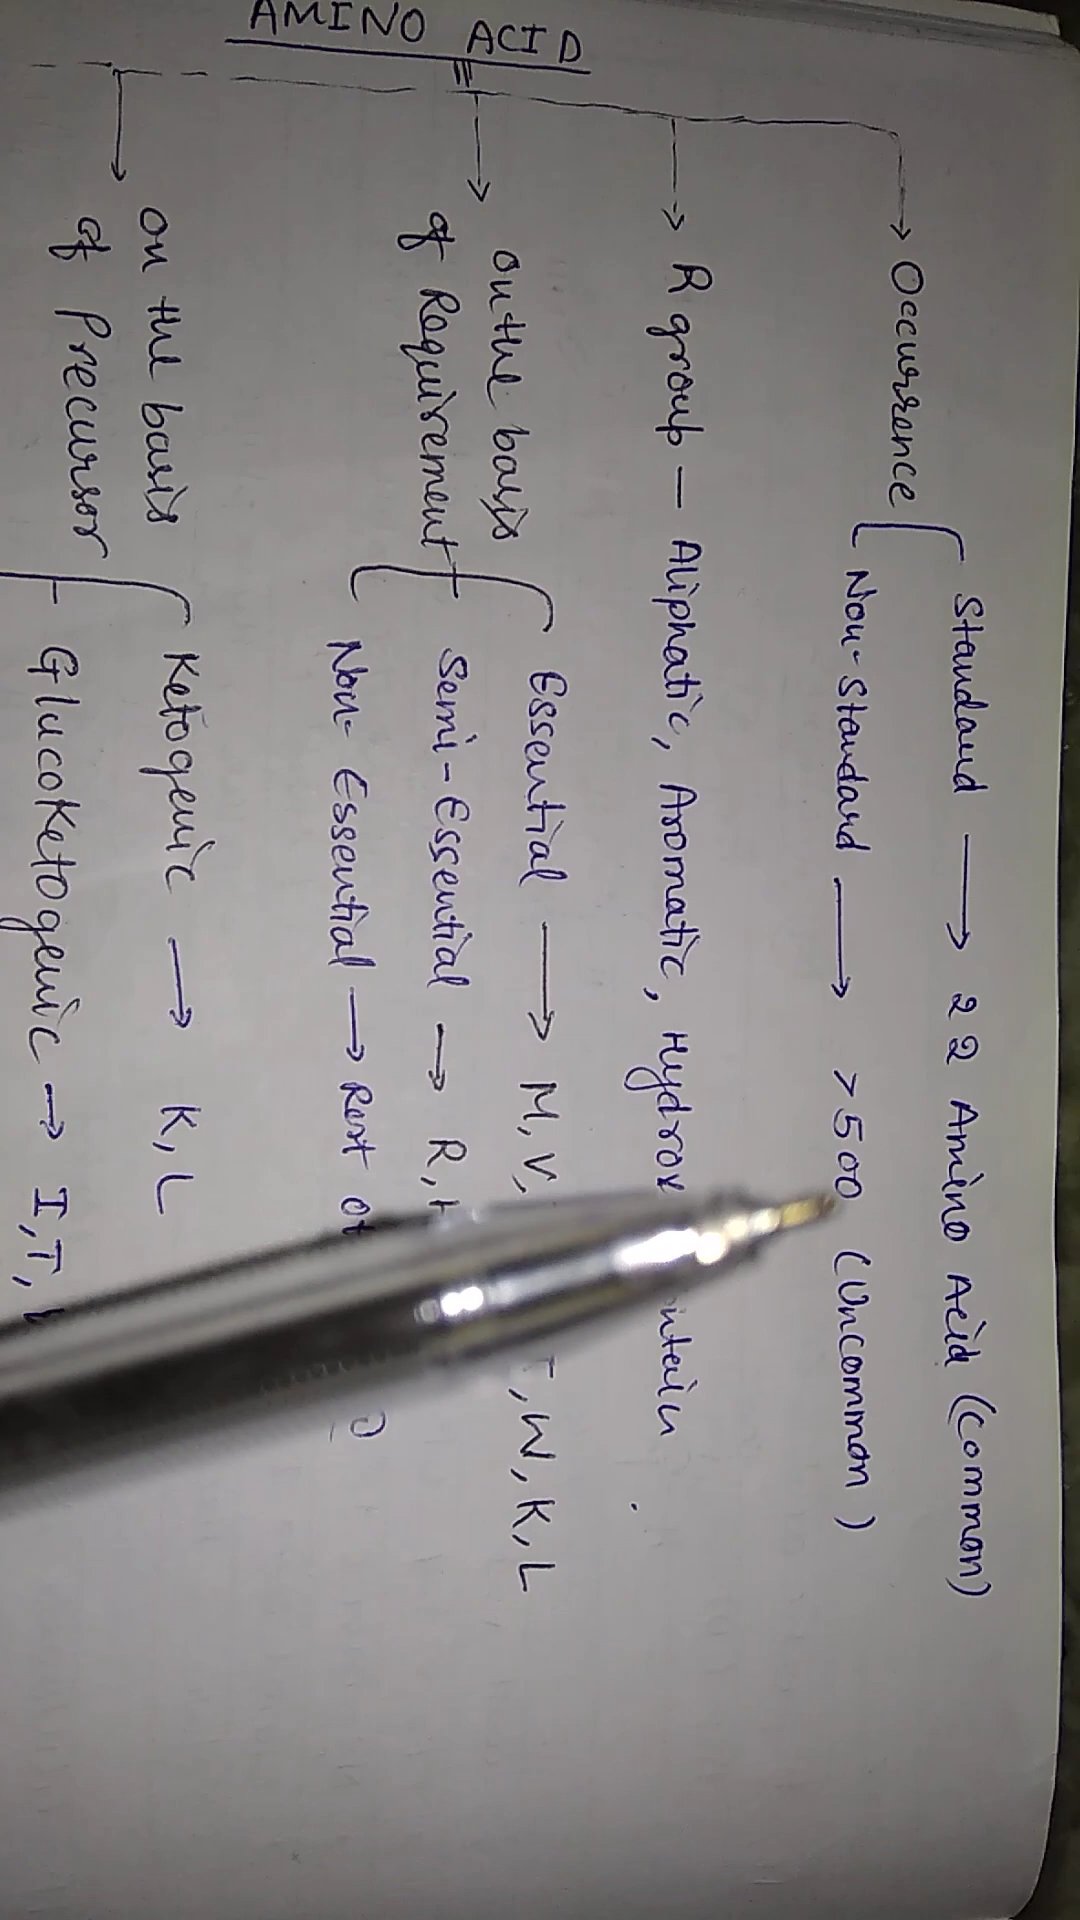 AMINO ACID
Occurrence
Standard → 22 Amino Acid (Common)
Non-Standard → >500 (Uncommon)
R group — Aliphatic, Aromatic,
on the basis
of Requirement
Essential → M, V, , W, K, L
Semi-Essential → R,
Non-Essential → Rest
on the basis
of Precursor
Ketogenic → K, L
Glucoketogenic → I, T,